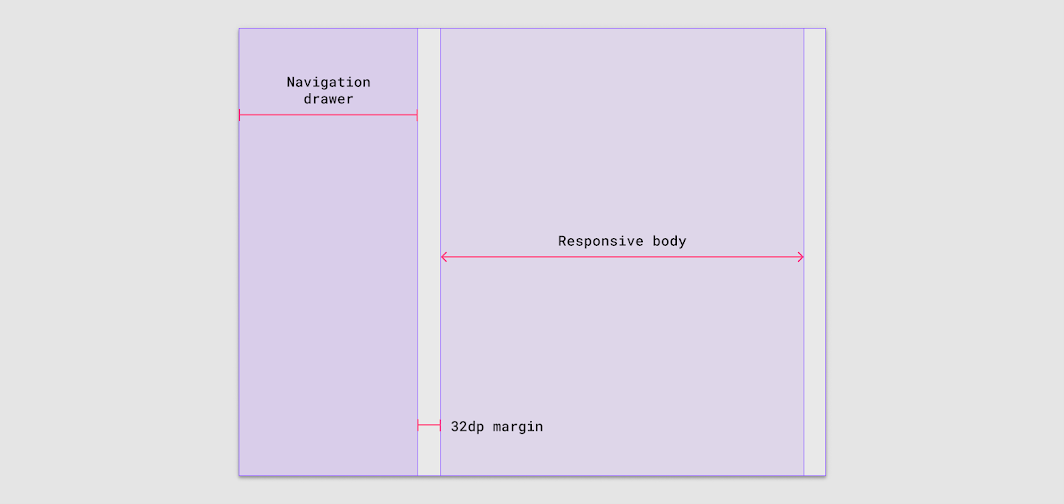 Navigation
drawer
Responsive body
32dp margin